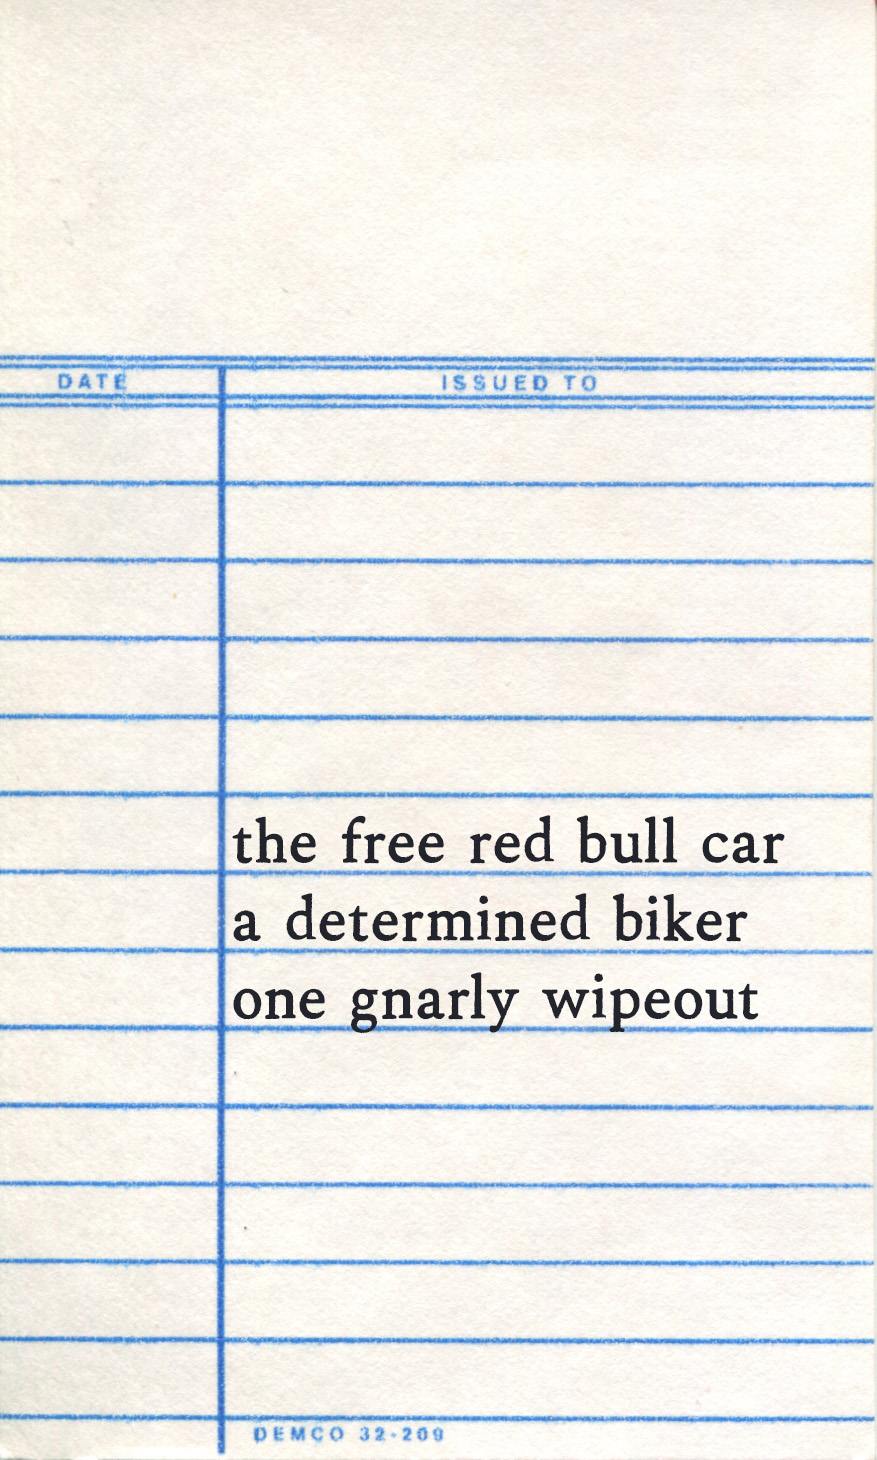 DATE ISSUED TO
the free red bull car
a determined biker
one gnarly wipeout
DEMCO 32-209